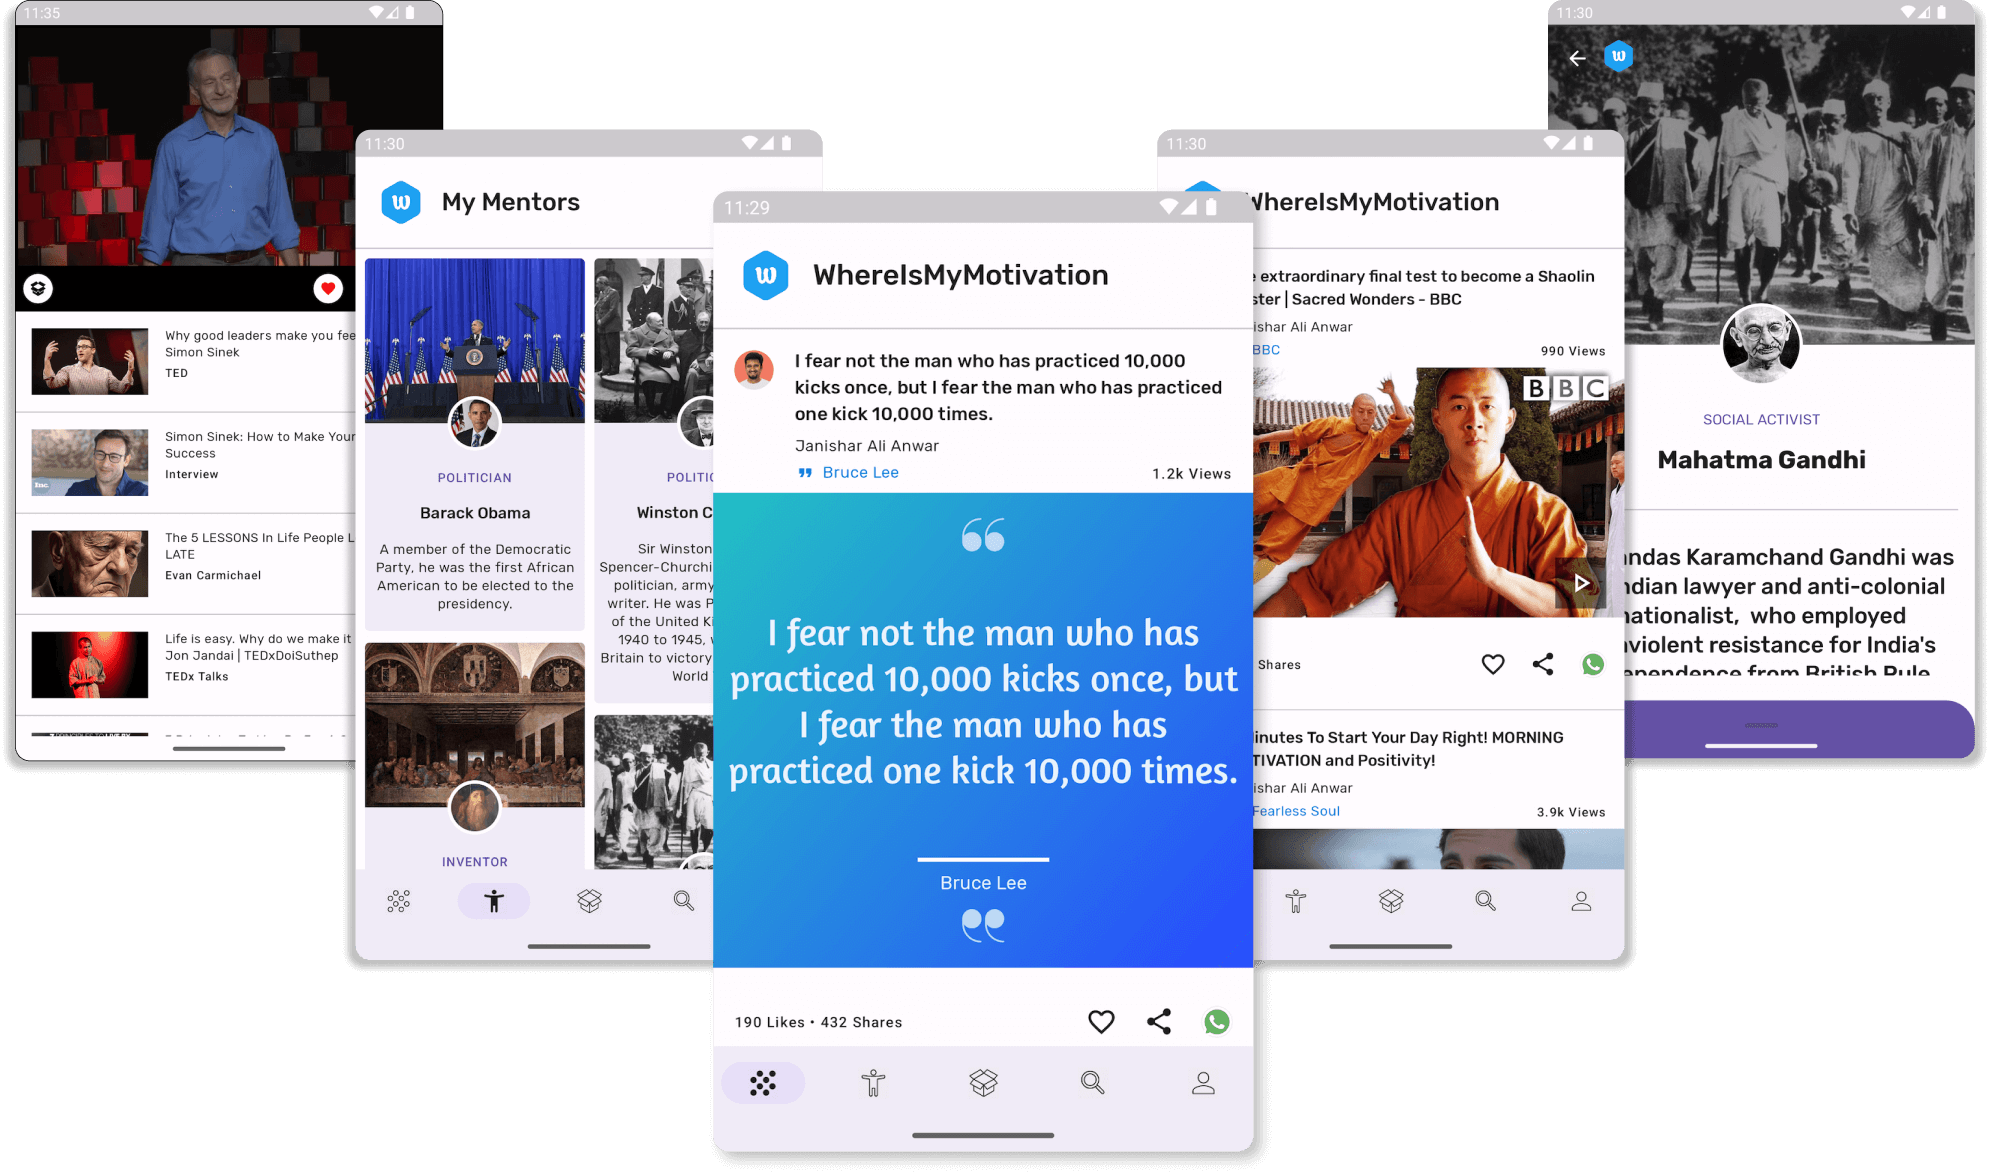 11:35
Why good leaders make you fee
Simon Sinek
TED
Simon Sinek: How to Make Your
Success
Interview
Inc.
The 5 LESSONS In Life People L
LATE
Evan Carmichael
Life is easy. Why do we make it
Jon Jandai | TEDxDoiSuthep
TEDx Talks
11:30
w
My Mentors
POLITICIAN
Barack Obama
A member of the Democratic
Party, he was the first African
American to be elected to the
presidency.
INVENTOR
POLITIC
Winston C
Sir Winston
Spencer-Churchi
politician, army
writer. He was P
of the United Ki
1940 to 1945,
Britain to victory
World
11:29
w
WhereIsMyMotivation
I fear not the man who has practiced 10,000
kicks once, but I fear the man who has practiced
one kick 10,000 times.
Janishar Ali Anwar
Bruce Lee
1.2k Views
“
I fear not the man who has
practiced 10,000 kicks once, but
I fear the man who has
practiced one kick 10,000 times.
Bruce Lee
”
190 Likes • 432 Shares
11:30
WhereIsMyMotivation
e extraordinary final test to become a Shaolin
ster | Sacred Wonders - BBC
ishar Ali Anwar
BBC
990 Views
BBC
Shares
inutes To Start Your Day Right! MORNING
TIVATION and Positivity!
ishar Ali Anwar
Fearless Soul
3.9k Views
11:30
w
SOCIAL ACTIVIST
Mahatma Gandhi
ndas Karamchand Gandhi was
ndian lawyer and anti-colonial
nationalist, who employed
violent resistance for India's
ependence from British Rule